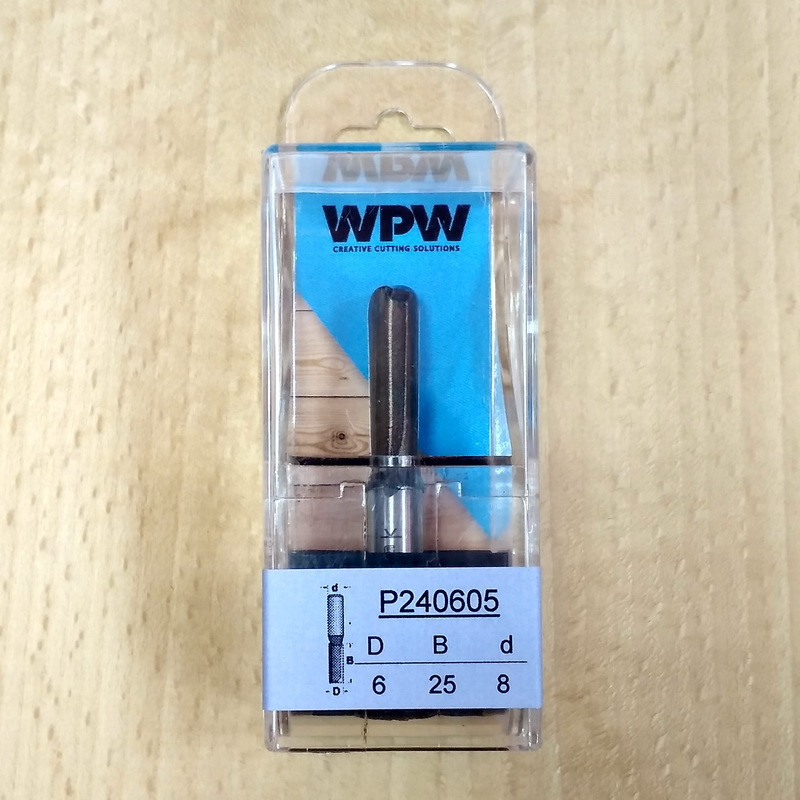 WPW
CREATIVE CUTTING SOLUTIONS
d
P240605
D B d
B
6 25 8
D